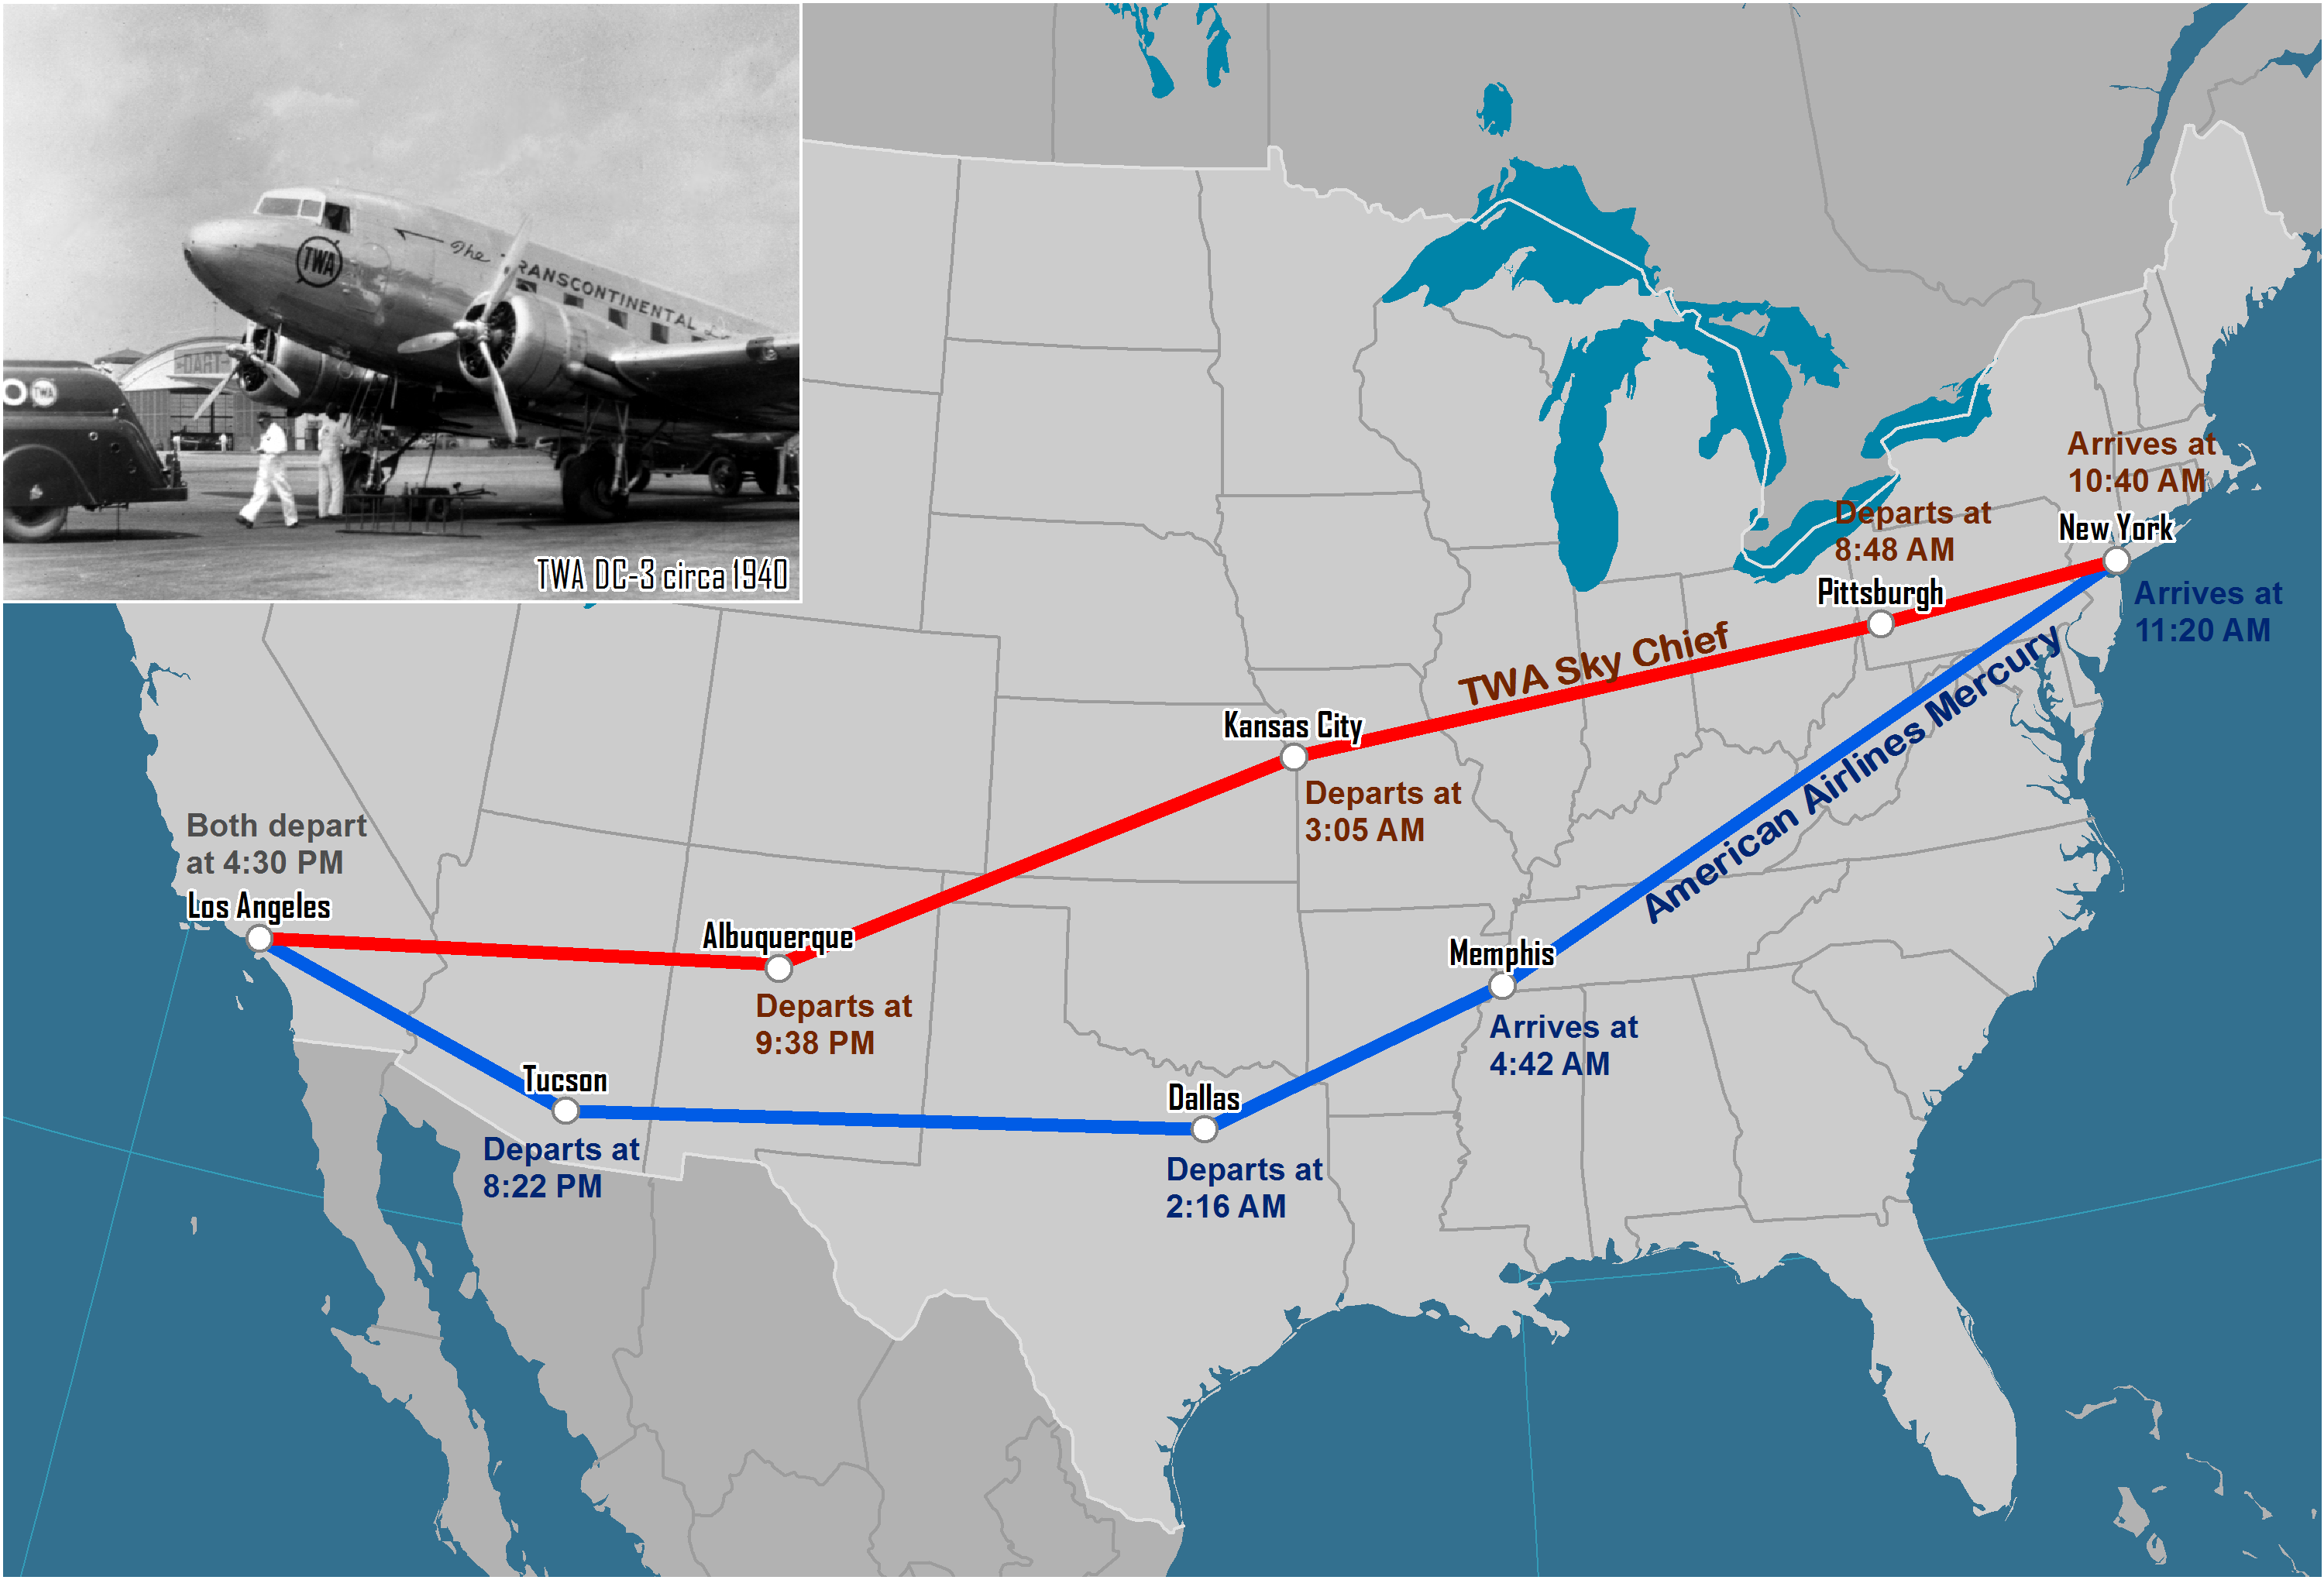 TWA
The TRANSCONTINENTAL
DART
TWA
TWA DC-3 circa 1940
Arrives at
10:40 AM
Departs at
8:48 AM
New York
Pittsburgh
Arrives at
11:20 AM
TWA Sky Chief
American Airlines Mercury
Kansas City
Departs at
3:05 AM
Both depart
at 4:30 PM
Los Angeles
Albuquerque
Departs at
9:38 PM
Memphis
Arrives at
4:42 AM
Tucson
Departs at
8:22 PM
Dallas
Departs at
2:16 AM